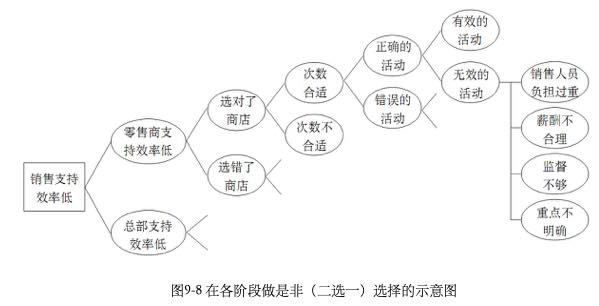 销售支持
效率低
零售商支
持效率低
总部支持
效率低
选对了
商店
选错了
商店
次数
合适
次数不
合适
正确的
活动
错误的
活动
有效的
活动
无效的
活动
销售人员
负担过重
薪酬不
合理
监督
不够
重点不
明确
图9-8 在各阶段做是非（二选一）选择的示意图